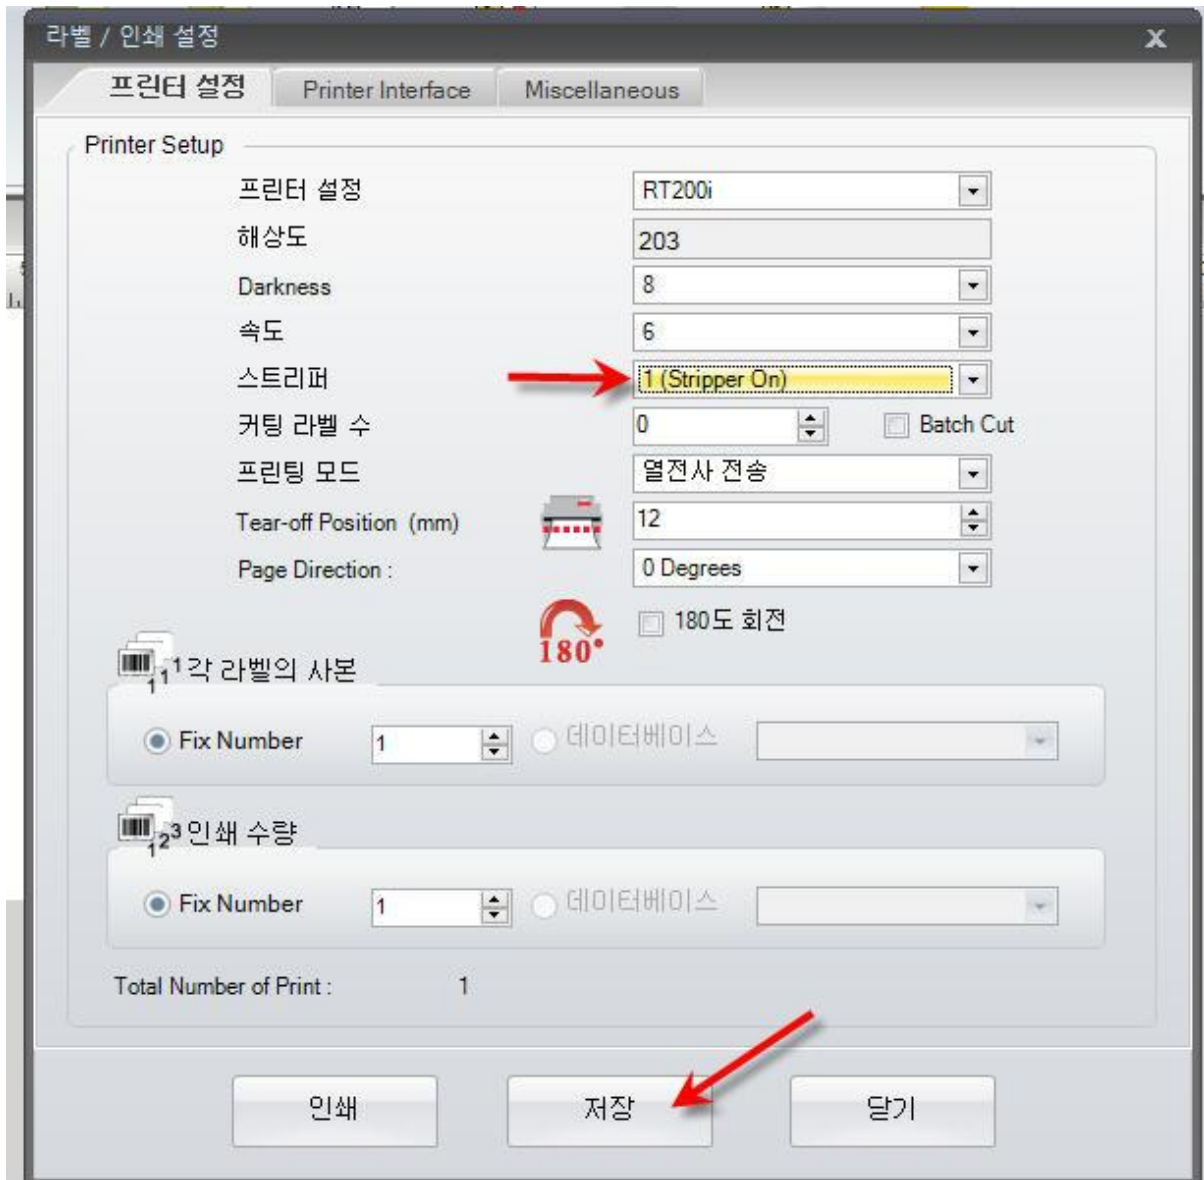 라벨 / 인쇄 설정 X
프린터 설정 Printer Interface Miscellaneous
Printer Setup
프린터 설정 RT200i
해상도 203
Darkness 8
속도 6
스트리퍼 1 (Stripper On)
커팅 라벨 수 0 Batch Cut
프린팅 모드 열전사 전송
Tear-off Position (mm) 12
Page Direction : 0 Degrees
180° 180도 회전
111 각 라벨의 사본
Fix Number 1 데이터베이스
123 인쇄 수량
Fix Number 1 데이터베이스
Total Number of Print : 1
인쇄 저장 닫기